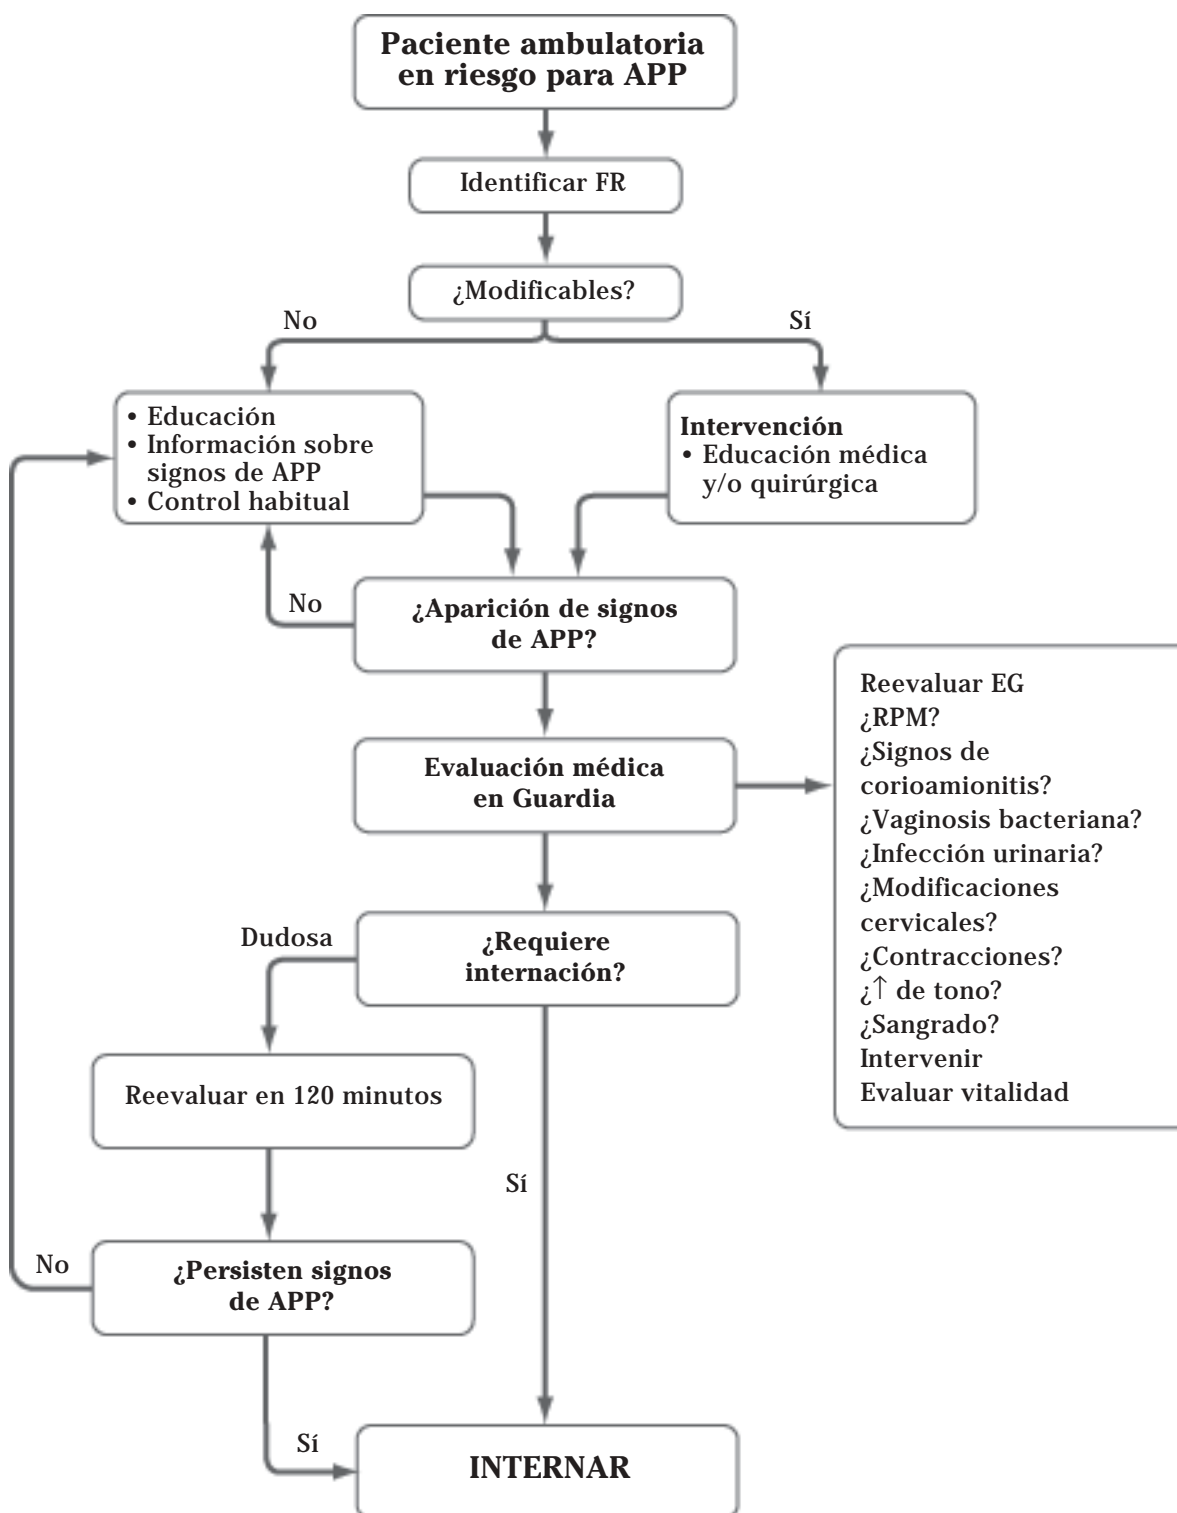 Paciente ambulatoria
en riesgo para APP
Identificar FR
¿Modificables?
No
Sí
• Educación
• Información sobre
signos de APP
• Control habitual
Intervención
• Educación médica
y/o quirúrgica
No
¿Aparición de signos
de APP?
Evaluación médica
en Guardia
Reevaluar EG
¿RPM?
¿Signos de
corioamionitis?
¿Vaginosis bacteriana?
¿Infección urinaria?
¿Modificaciones
cervicales?
¿Contracciones?
¿↑ de tono?
¿Sangrado?
Intervenir
Evaluar vitalidad
Dudosa
¿Requiere
internación?
Reevaluar en 120 minutos
Sí
No
¿Persisten signos
de APP?
Sí
INTERNAR